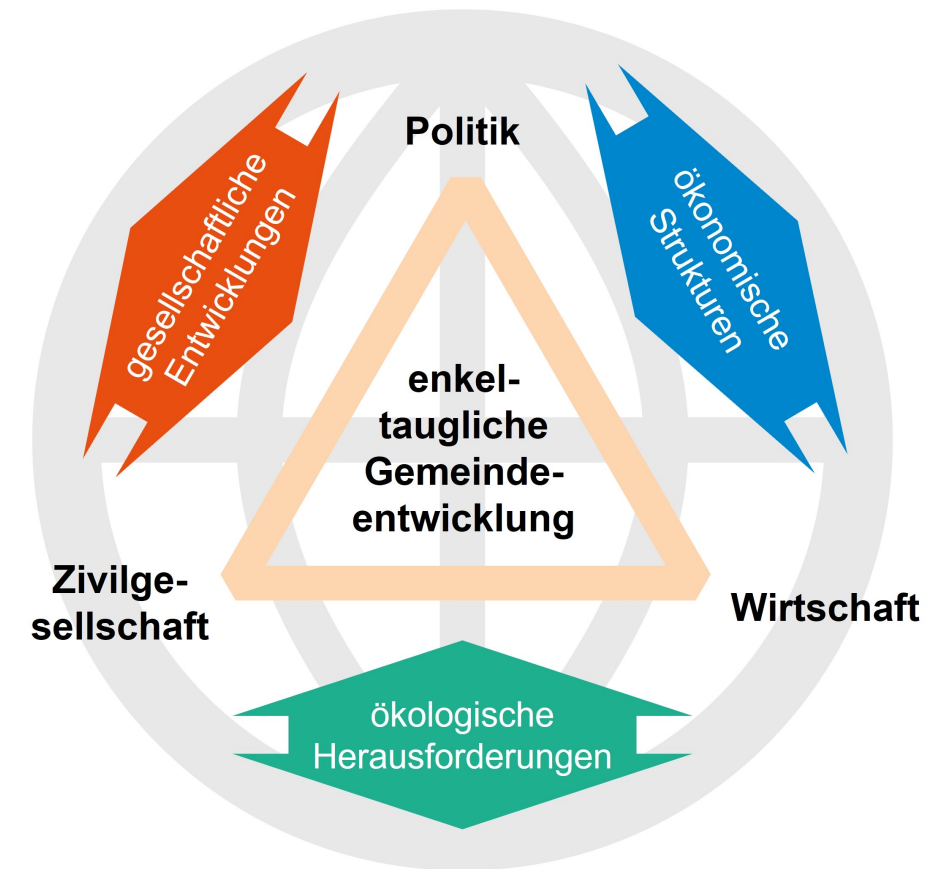 Politik
gesellschaftliche
Entwicklungen
ökonomische
Strukturen
enkel-
taugliche
Gemeinde-
entwicklung
Zivilge-
sellschaft
Wirtschaft
ökologische
Herausforderungen